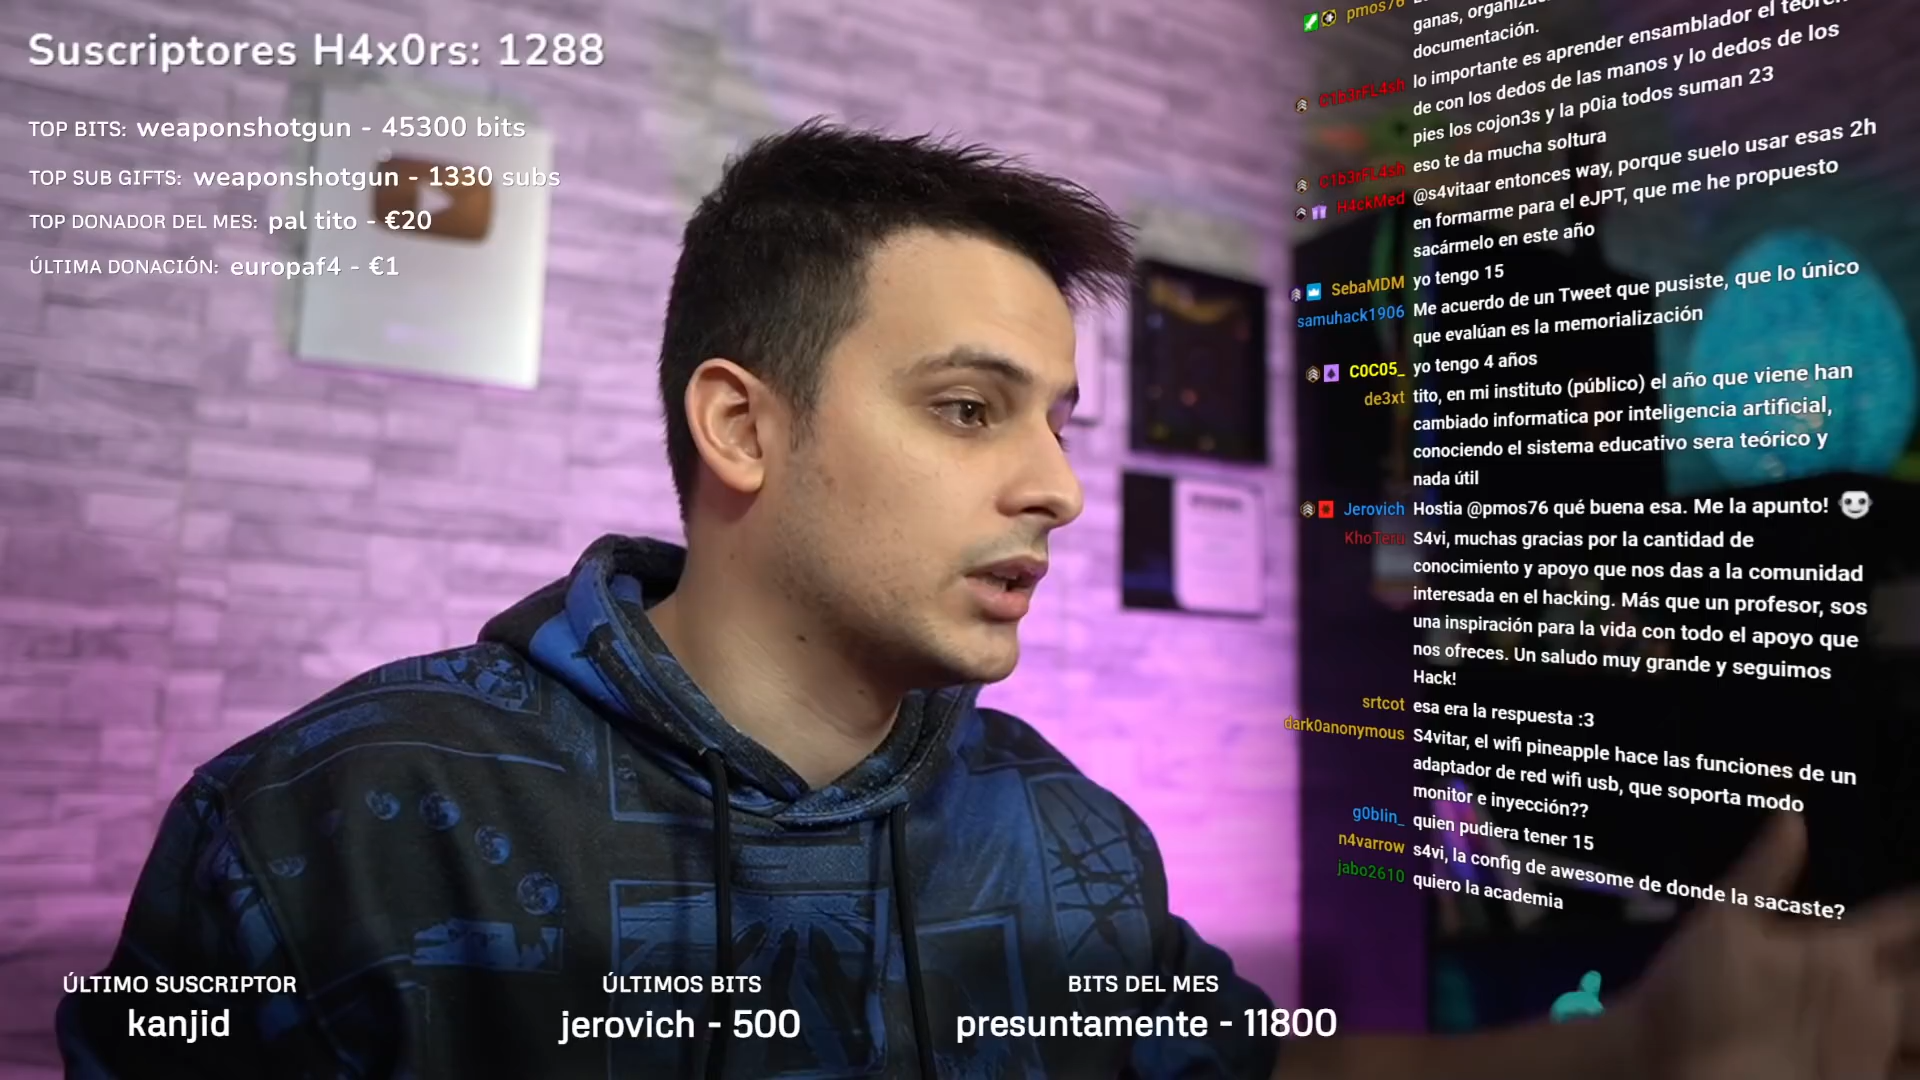 Suscriptores H4x0rs: 1288
TOP BITS: weaponshotgun - 45300 bits
TOP SUB GIFTS: weaponshotgun - 1330 subs
TOP DONADOR DEL MES: pal tito - €20
ÚLTIMA DONACIÓN: europaf4 - €1
pmos76
ganas,
documentación.
C1b3rFL4sh lo importante es aprender ensamblador el
de con los dedos de las manos y lo dedos de los
pies los cojon3s y la p0ia todos suman 23
C1b3rFL4sh eso te da mucha soltura
H4ckMed @s4vitaar entonces way, porque suelo usar esas 2h
en formarme para el eJPT, que me he propuesto
sacármelo en este año
SebaMDM yo tengo 15
samuhack1906 Me acuerdo de un Tweet que pusiste, que lo único
que evalúan es la memorialización
C0C05_ yo tengo 4 años
de3xt tito, en mi instituto (público) el año que viene han
cambiado informatica por inteligencia artificial,
conociendo el sistema educativo sera teórico y
nada útil
Jerovich Hostia @pmos76 qué buena esa. Me la apunto!
KhoTeru S4vi, muchas gracias por la cantidad de
conocimiento y apoyo que nos das a la comunidad
interesada en el hacking. Más que un profesor, sos
una inspiración para la vida con todo el apoyo que
nos ofreces. Un saludo muy grande y seguimos
Hack!
srtcot esa era la respuesta :3
dark0anonymous S4vitar, el wifi pineapple hace las funciones de un
adaptador de red wifi usb, que soporta modo
monitor e inyección??
g0blin_ quien pudiera tener 15
n4varrow s4vi, la config de awesome de donde la sacaste?
jabo2610 quiero la academia
ÚLTIMO SUSCRIPTOR
kanjid
ÚLTIMOS BITS
jerovich - 500
BITS DEL MES
presuntamente - 11800